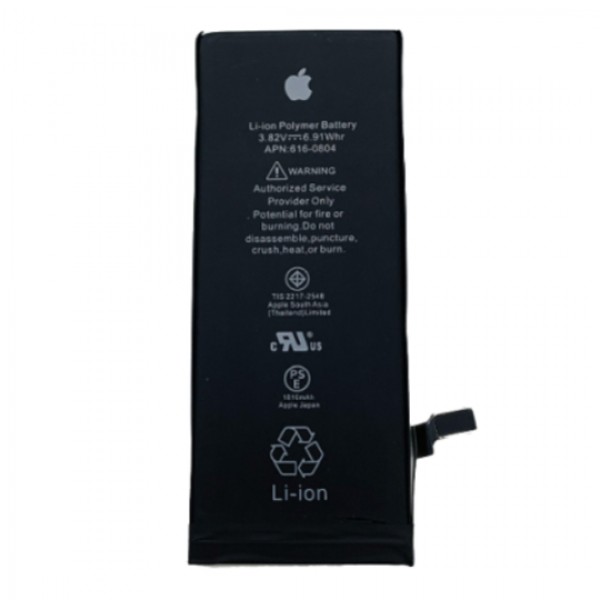 Li-ion Polymer Battery
3.82V⎓6.91Whr
APN:616-0804
WARNING
Authorized Service
Provider Only
Potential for fire or
burning.Do not
disassemble,puncture,
crush,heat,or burn.
TIS 2217-2548
Apple South Asia
(Thailand)Limited
c RU US
PS
E
1810mAh
Apple Japan
Li-ion